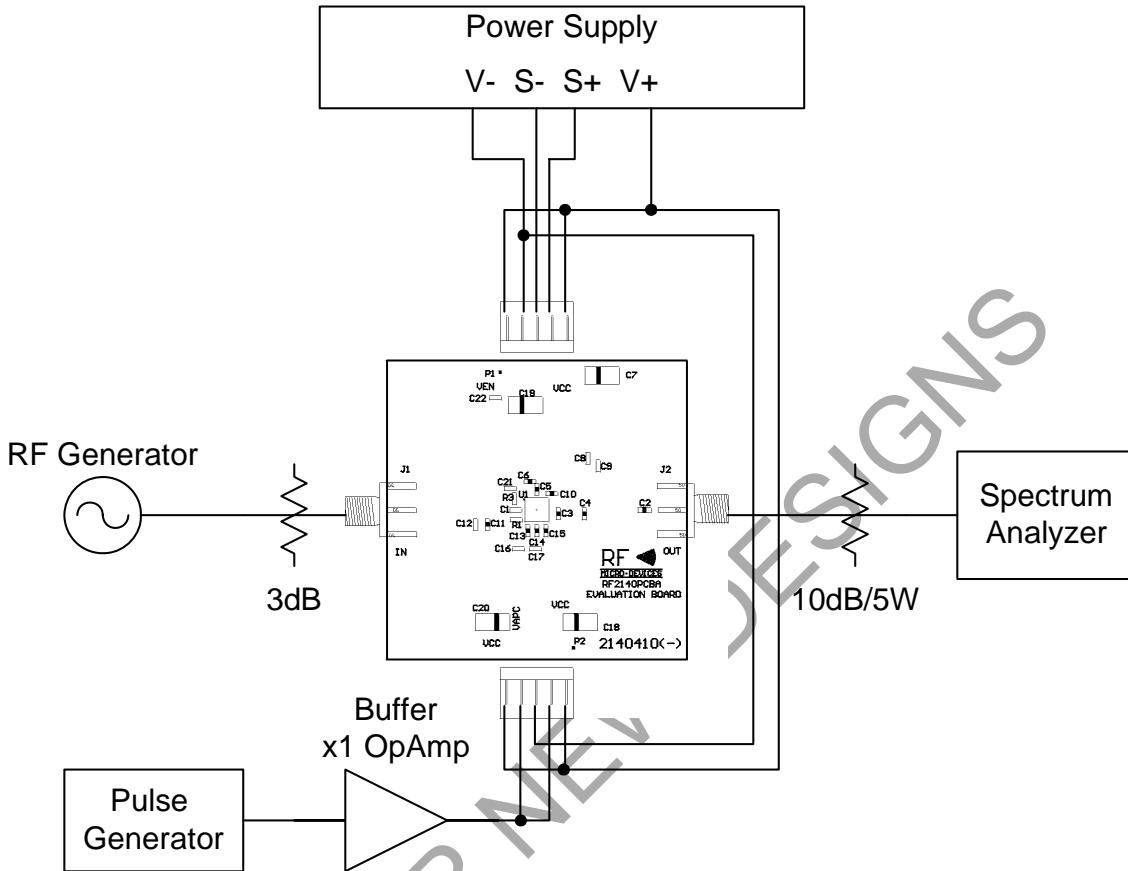 Power Supply
V- S- S+ V+
P1
VEN
C22
C19
VCC
C7
RF Generator
3dB
J1
IN
C21
R3
C1
C12
C11
R1
C13
C16
C14
C17
C15
U1
C6
C5
C10
C3
C4
C8
C9
C2
J2
OUT
RF
MICRO-DEVICES
RF2140PCBA
EVALUATION BOARD
C20
VAPC
VCC
VCC
C18
P2
2140410(-)
10dB/5W
Spectrum
Analyzer
Buffer
x1 OpAmp
Pulse
Generator
R NEW DESIGNS